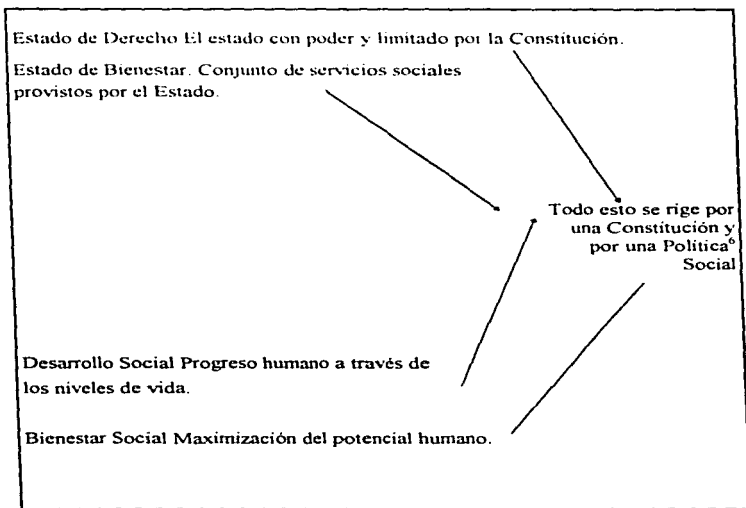 Estado de Derecho El estado con poder y limitado por la Constitución.
Estado de Bienestar. Conjunto de servicios sociales
provistos por el Estado.
Todo esto se rige por
una Constitución y
por una Política⁶
Social
Desarrollo Social Progreso humano a través de
los niveles de vida.
Bienestar Social Maximización del potencial humano.